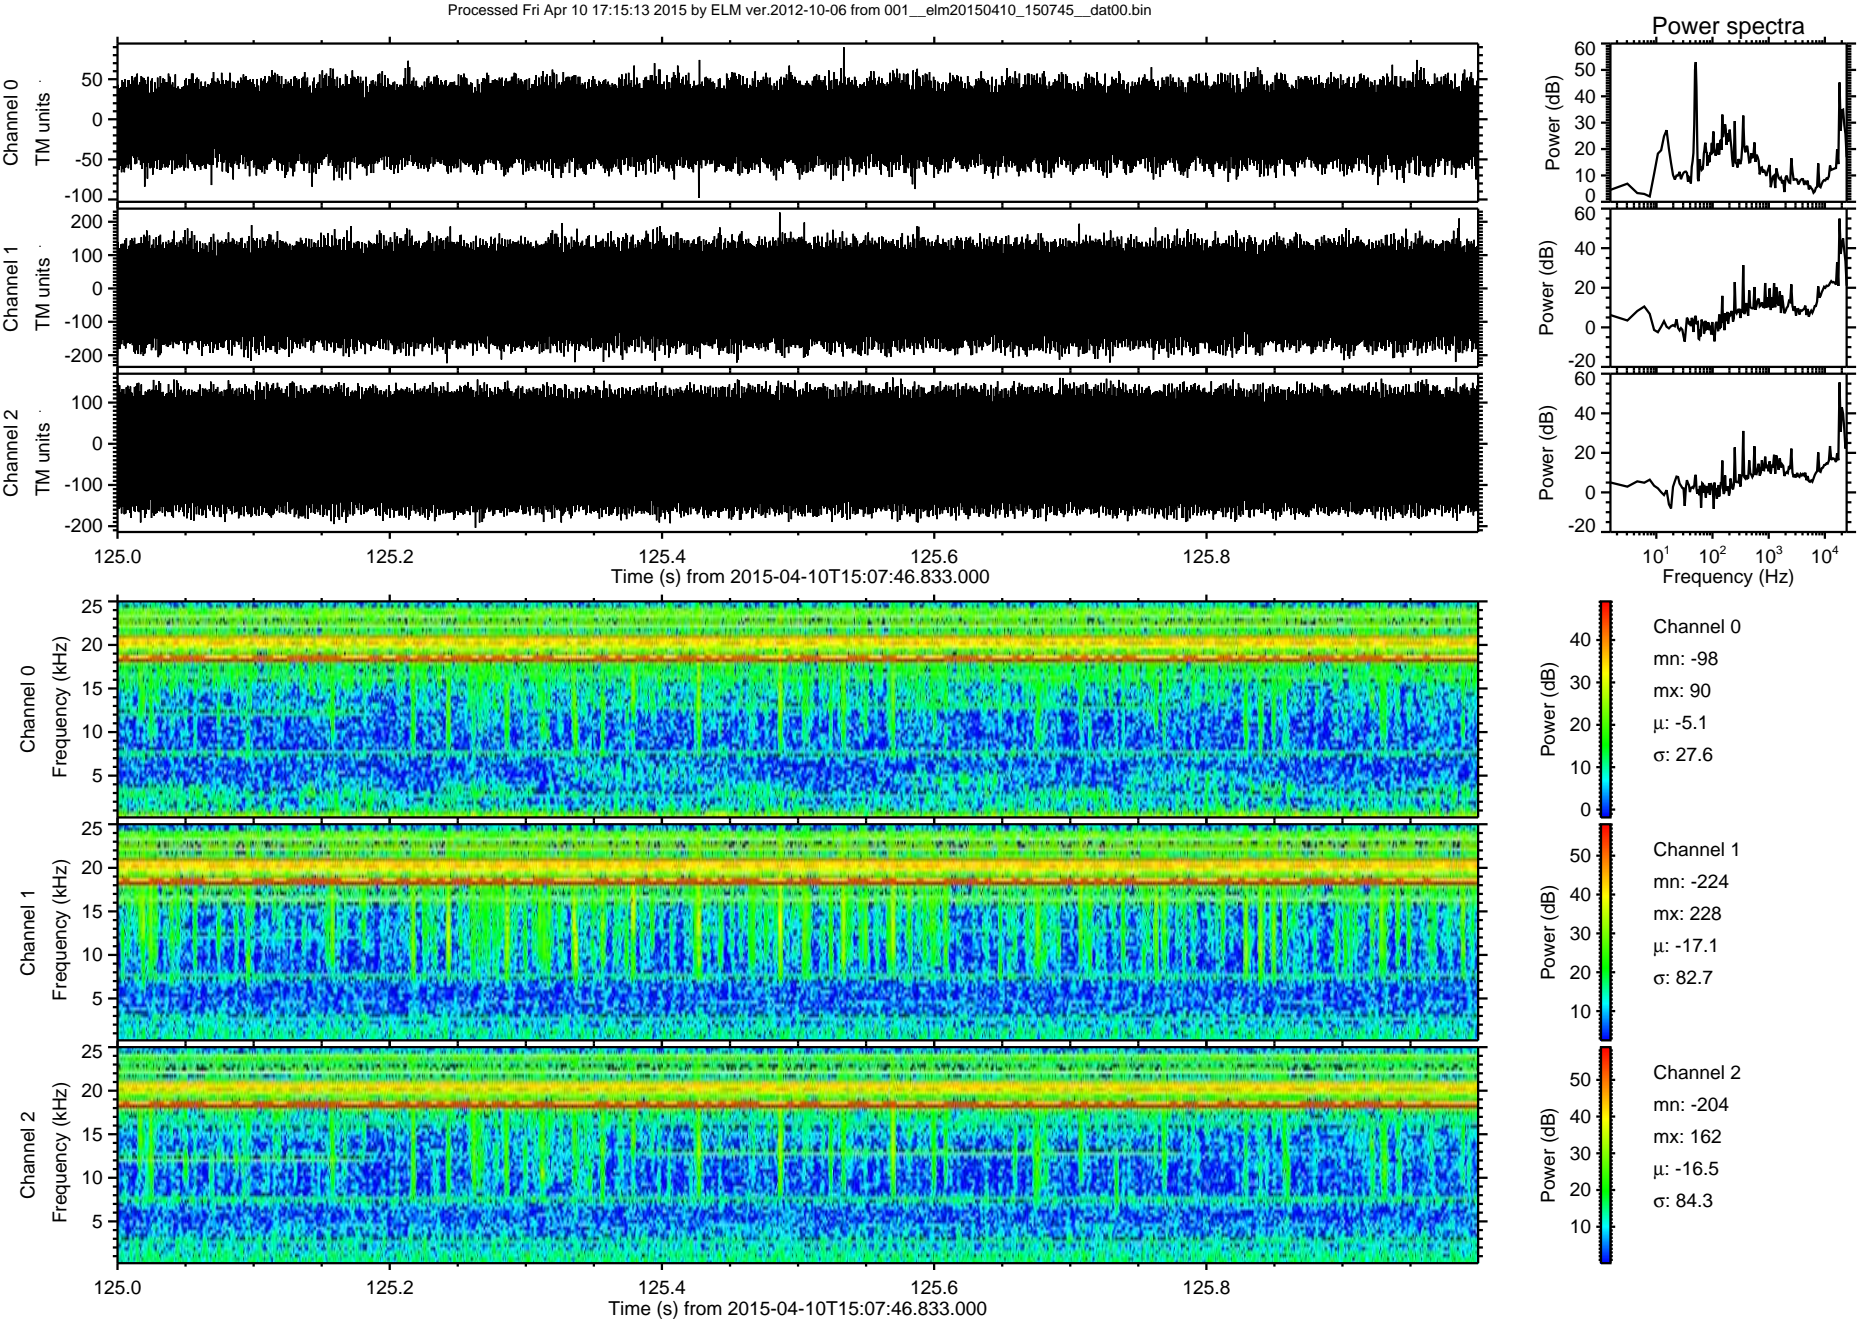 Processed Fri Apr 10 17:15:13 2015 by ELM ver.2012-10-06 from 001__elm20150410_150745__dat00.bin
Power spectra
Channel 0
TM units
50
0
-50
-100
Power (dB)
60
50
40
30
20
10
0
Channel 1
TM units
200
100
0
-100
-200
Power (dB)
60
40
20
0
-20
Channel 2
TM units
100
0
-100
-200
Power (dB)
60
40
20
0
-20
125.0 125.2 125.4 125.6 125.8
Time (s) from 2015-04-10T15:07:46.833.000
10¹ 10² 10³ 10⁴
Frequency (Hz)
Channel 0
Frequency (kHz)
25
20
15
10
5
Power (dB)
40
30
20
10
0
Channel 0
mn: -98
mx: 90
μ: -5.1
σ: 27.6
Channel 1
Frequency (kHz)
25
20
15
10
5
Power (dB)
50
40
30
20
10
Channel 1
mn: -224
mx: 228
μ: -17.1
σ: 82.7
Channel 2
Frequency (kHz)
25
20
15
10
5
Power (dB)
50
40
30
20
10
Channel 2
mn: -204
mx: 162
μ: -16.5
σ: 84.3
125.0 125.2 125.4 125.6 125.8
Time (s) from 2015-04-10T15:07:46.833.000